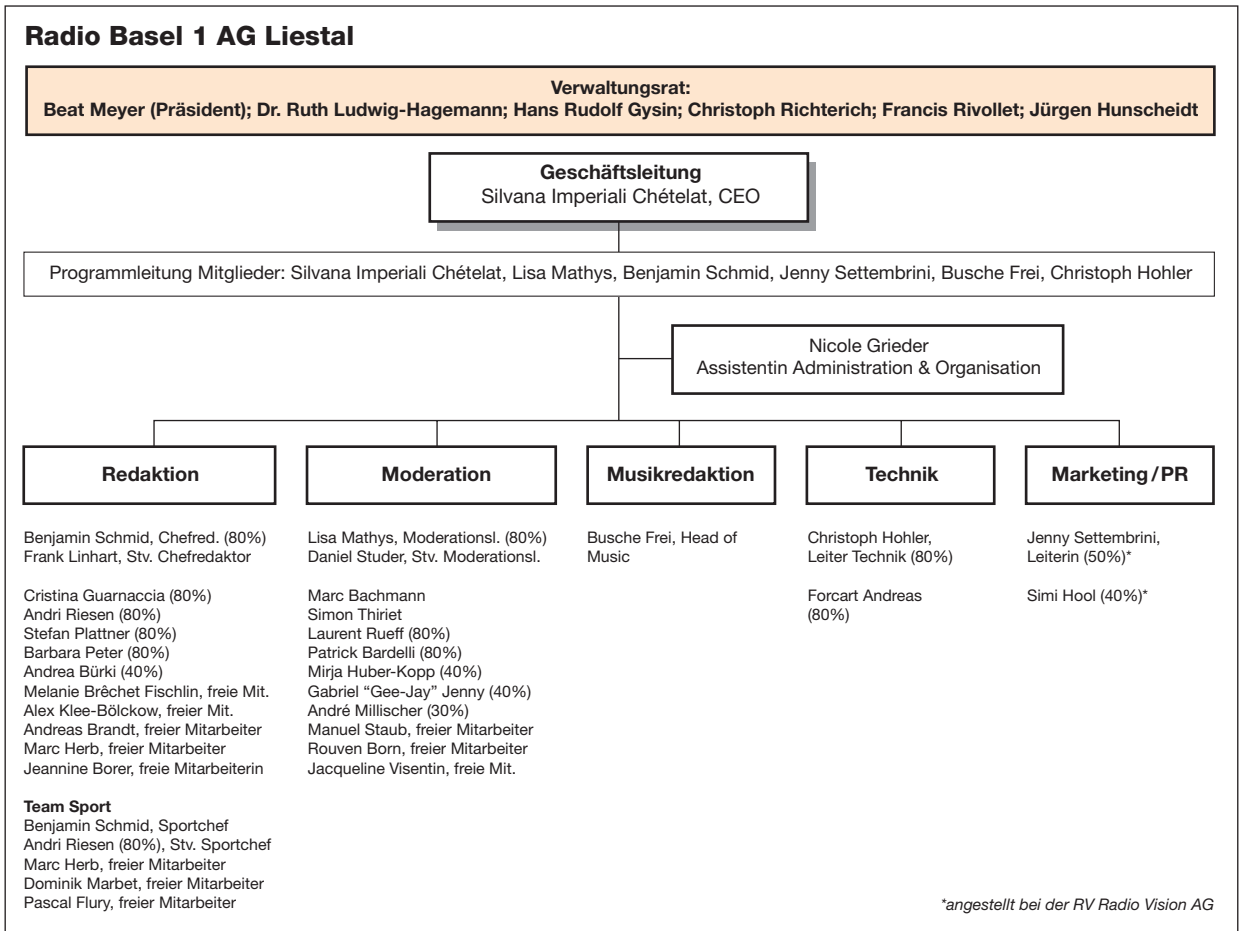 Radio Basel 1 AG Liestal
Verwaltungsrat:
Beat Meyer (Präsident); Dr. Ruth Ludwig-Hagemann; Hans Rudolf Gysin; Christoph Richterich; Francis Rivollet; Jürgen Hunscheidt
Geschäftsleitung
Silvana Imperiali Chételat, CEO
Programmleitung Mitglieder: Silvana Imperiali Chételat, Lisa Mathys, Benjamin Schmid, Jenny Settembrini, Busche Frei, Christoph Hohler
Nicole Grieder
Assistentin Administration & Organisation
Redaktion
Benjamin Schmid, Chefred. (80%)
Frank Linhart, Stv. Chefredaktor
Cristina Guarnaccia (80%)
Andri Riesen (80%)
Stefan Plattner (80%)
Barbara Peter (80%)
Andrea Bürki (40%)
Melanie Brêchet Fischlin, freie Mit.
Alex Klee-Bölckow, freier Mit.
Andreas Brandt, freier Mitarbeiter
Marc Herb, freier Mitarbeiter
Jeannine Borer, freie Mitarbeiterin
Team Sport
Benjamin Schmid, Sportchef
Andri Riesen (80%), Stv. Sportchef
Marc Herb, freier Mitarbeiter
Dominik Marbet, freier Mitarbeiter
Pascal Flury, freier Mitarbeiter
Moderation
Lisa Mathys, Moderationsl. (80%)
Daniel Studer, Stv. Moderationsl.
Marc Bachmann
Simon Thiriet
Laurent Rueff (80%)
Patrick Bardelli (80%)
Mirja Huber-Kopp (40%)
Gabriel “Gee-Jay” Jenny (40%)
André Millischer (30%)
Manuel Staub, freier Mitarbeiter
Rouven Born, freier Mitarbeiter
Jacqueline Visentin, freie Mit.
Musikredaktion
Busche Frei, Head of
Music
Technik
Christoph Hohler,
Leiter Technik (80%)
Forcart Andreas
(80%)
Marketing/PR
Jenny Settembrini,
Leiterin (50%)*
Simi Hool (40%)*
*angestellt bei der RV Radio Vision AG